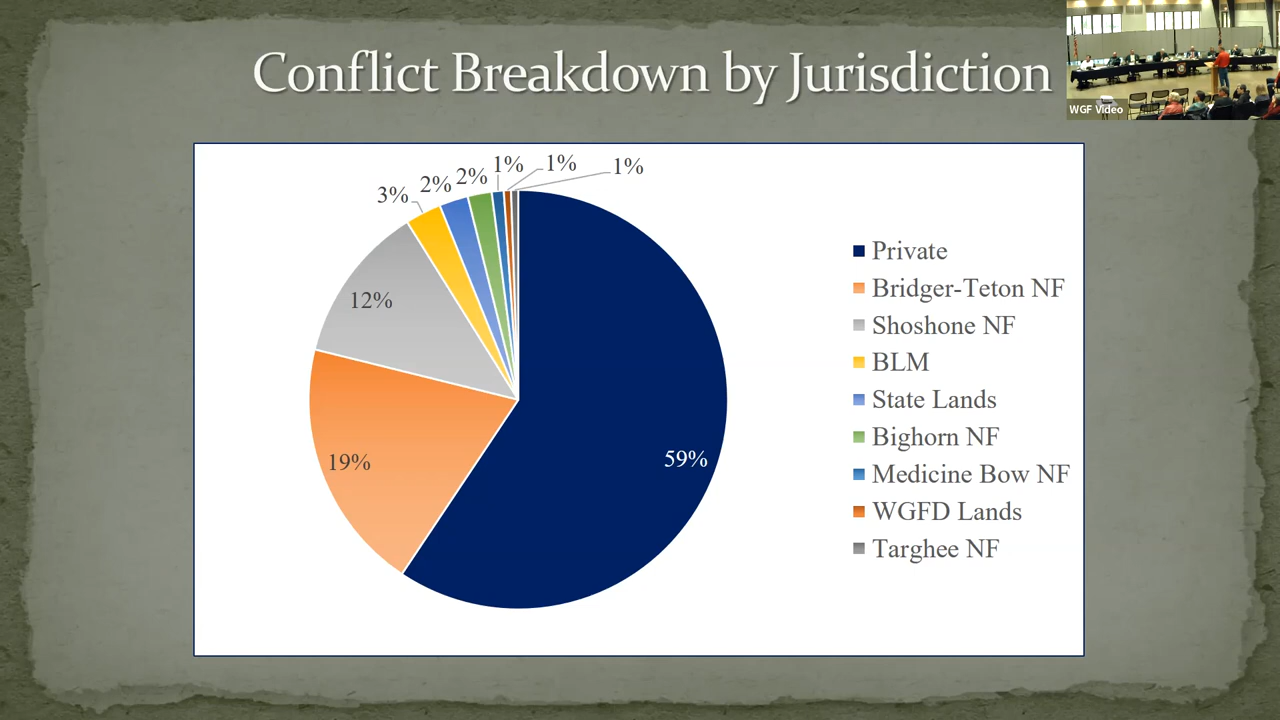 Conflict Breakdown by Jurisdiction
WGF Video
3%
2%
2%
1%
1%
1%
12%
19%
59%
Private
Bridger-Teton NF
Shoshone NF
BLM
State Lands
Bighorn NF
Medicine Bow NF
WGFD Lands
Targhee NF